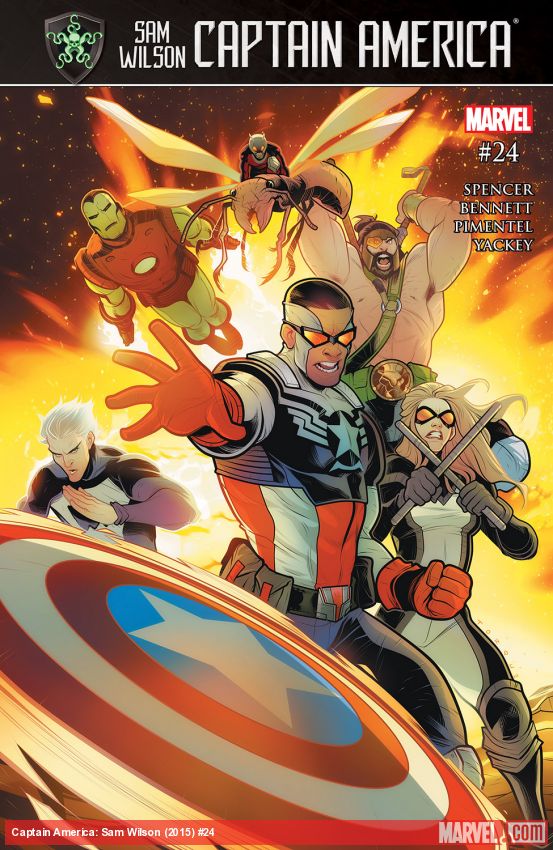 SAM
WILSON
CAPTAIN AMERICA®
MARVEL
#24
SPENCER
BENNETT
PIMENTEL
YACKEY
Captain America: Sam Wilson (2015) #24
MARVEL.com